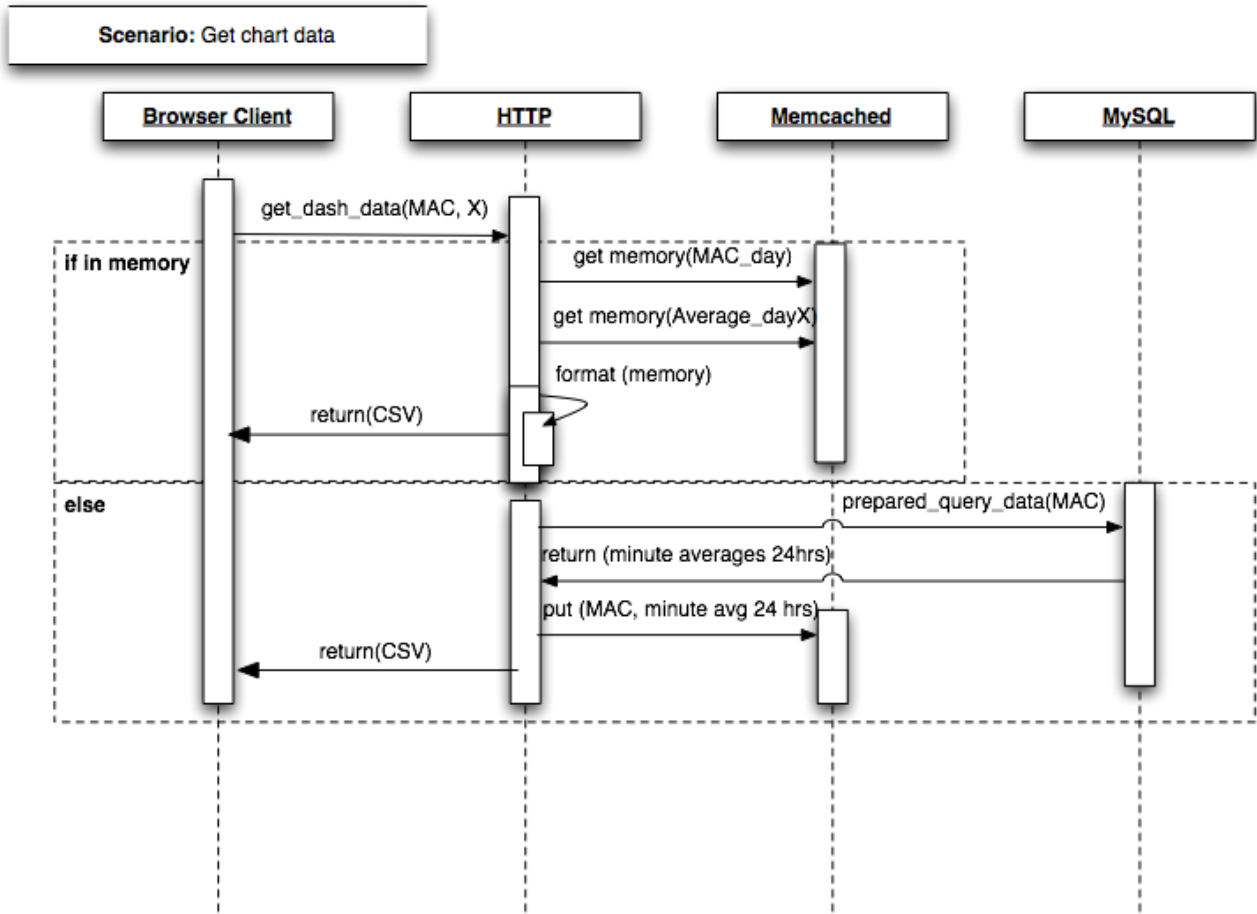 Scenario: Get chart data
Browser Client
HTTP
Memcached
MySQL
get_dash_data(MAC, X)
if in memory
get memory(MAC_day)
get memory(Average_dayX)
format (memory)
return(CSV)
else
prepared_query_data(MAC)
return (minute averages 24hrs)
put (MAC, minute avg 24 hrs)
return(CSV)